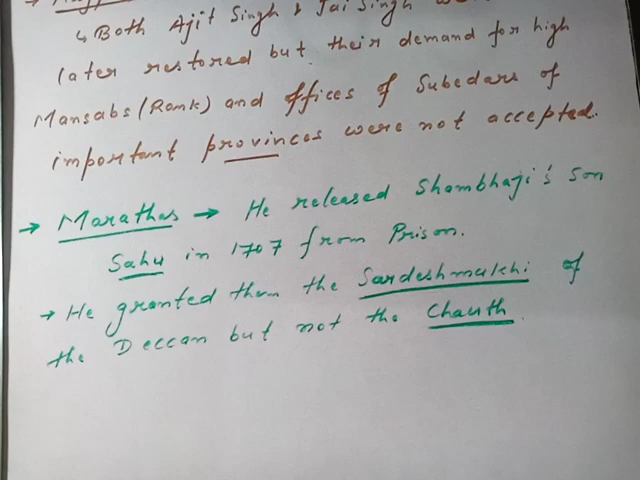 ↳ Both Ajit Singh & Jai Singh
later restored but their demand for high
Mansabs (Rank) and offices of Subedars of
important provinces were not accepted.
→ Marathas → He released Shambhaji's son
Sahu in 1707 from Prison.
→ He granted them the Sardeshmukhi of
the Deccan but not the Chauth.